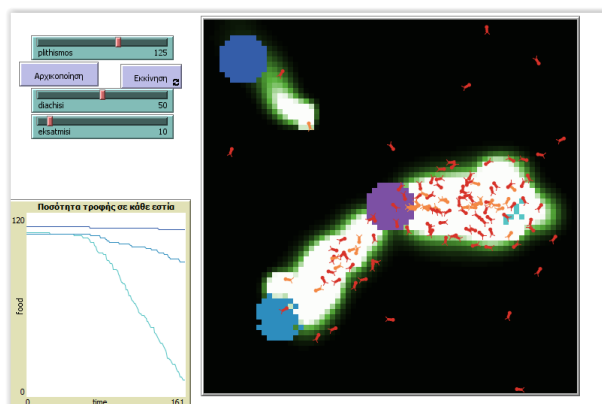 plithismos 125
Αρχικοποίηση
Εκκίνηση
diachisi 50
eksatmisi 10
Ποσότητα τροφής σε κάθε εστία
120
Food
0
0 time 161